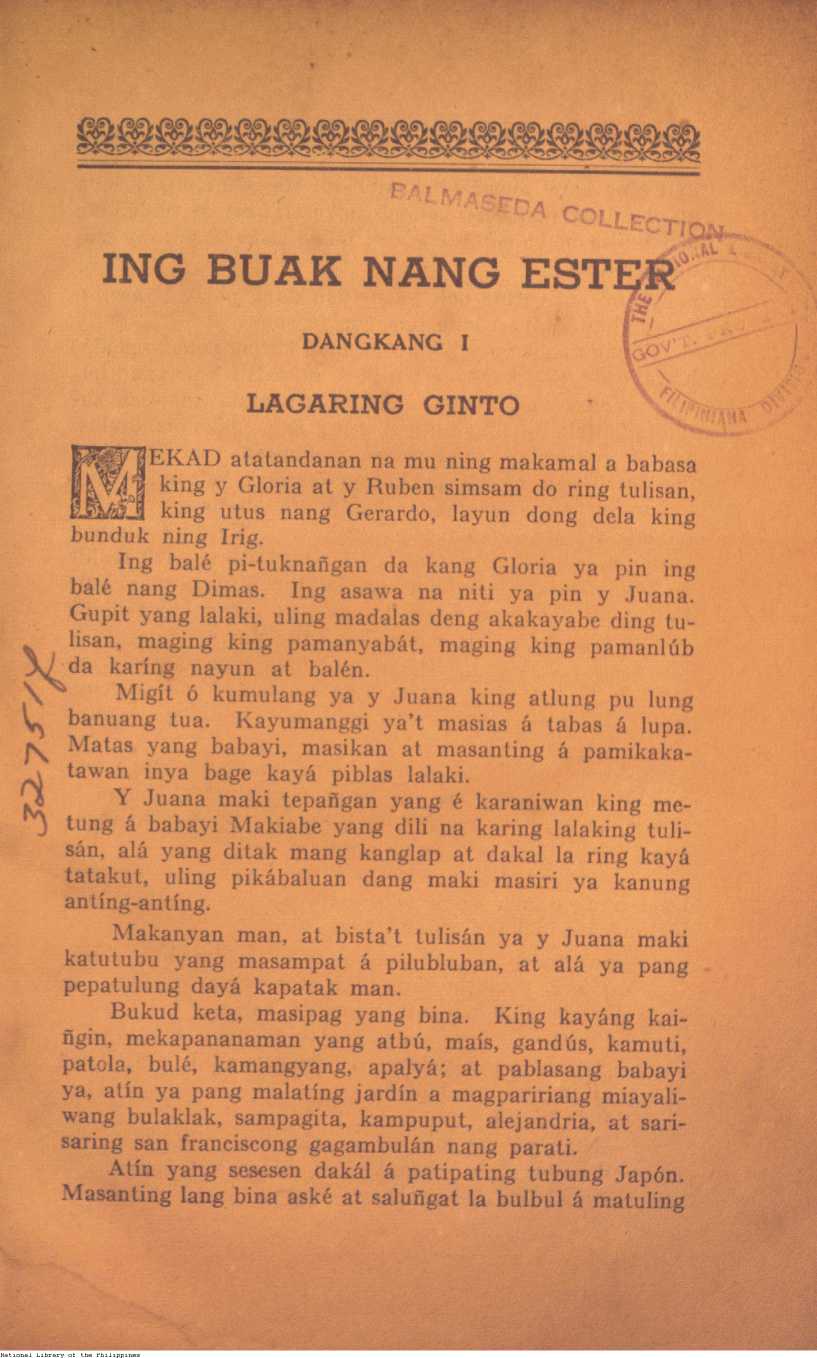 BALMASEDA COLLECTION
ING BUAK NANG ESTER
THE
GOV'T.
FILIPINIANA DIVISION
DANGKANG I
LAGARING GINTO
MEKAD atatandanan na mu ning makamal a babasa
king y Gloria at y Ruben simsam do ring tulisan,
king utus nang Gerardo, layun dong dela king
bunduk ning Irig.
Ing balé pi-tuknañgan da kang Gloria ya pin ing
balé nang Dimas. Ing asawa na niti ya pin y Juana.
Gupit yang lalaki, uling madalas deng akakayabe ding tu-
lisan, maging king pamanyabát, maging king pamanlúb
da karíng nayun at balén.
Migít ó kumulang ya y Juana king atlung pu lung
banuang tua. Kayumanggi ya't masias á tabas á lupa.
Matas yang babayi, masikan at masanting á pamikaka-
tawan inya bage kayá piblas lalaki.
Y Juana maki tepañgan yang é karaniwan king me-
tung á babayi Makiabe yang dili na karing lalaking tuli-
sán, alá yang ditak mang kanglap at dakal la ring kayá
tatakut, uling pikábaluan dang maki masiri ya kanung
antíng-antíng.
Makanyan man, at bista't tulisán ya y Juana maki
katutubu yang masampat á pilubluban, at alá ya pang
pepatulung dayá kapatak man.
Bukud keta, masipag yang bina. King kayáng kai-
ñgin, mekapananaman yang atbú, maís, gandús, kamuti,
patola, bulé, kamangyang, apalyá; at pablasang babayi
ya, atín ya pang malatíng jardín a magpaririang miayali-
wang bulaklak, sampagita, kampuput, alejandria, at sari-
saring san franciscong gagambulán nang parati.
Atín yang sesesen dakál á patipating tubung Japón.
Masanting lang bina aské at saluñgat la bulbul á matuling
32751
National Library of the Philippines